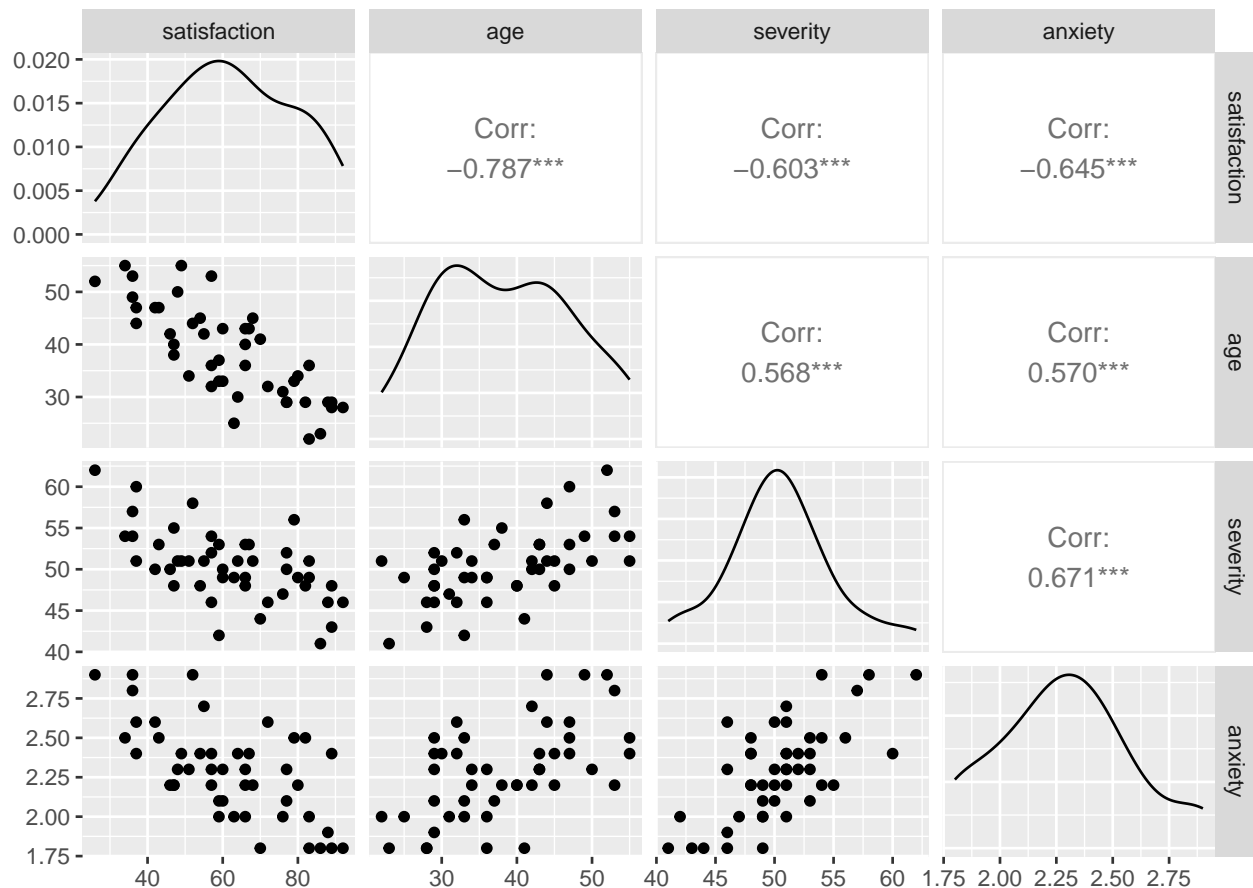 satisfaction age severity anxiety
0.020
0.015
0.010
0.005
0.000
Corr:
−0.787***
Corr:
−0.603***
Corr:
−0.645***
satisfaction
50
40
30
Corr:
0.568***
Corr:
0.570***
age
60
55
50
45
40
Corr:
0.671***
severity
2.75
2.50
2.25
2.00
1.75
anxiety
40 60 80 30 40 50 40 45 50 55 60 1.75 2.00 2.25 2.50 2.75